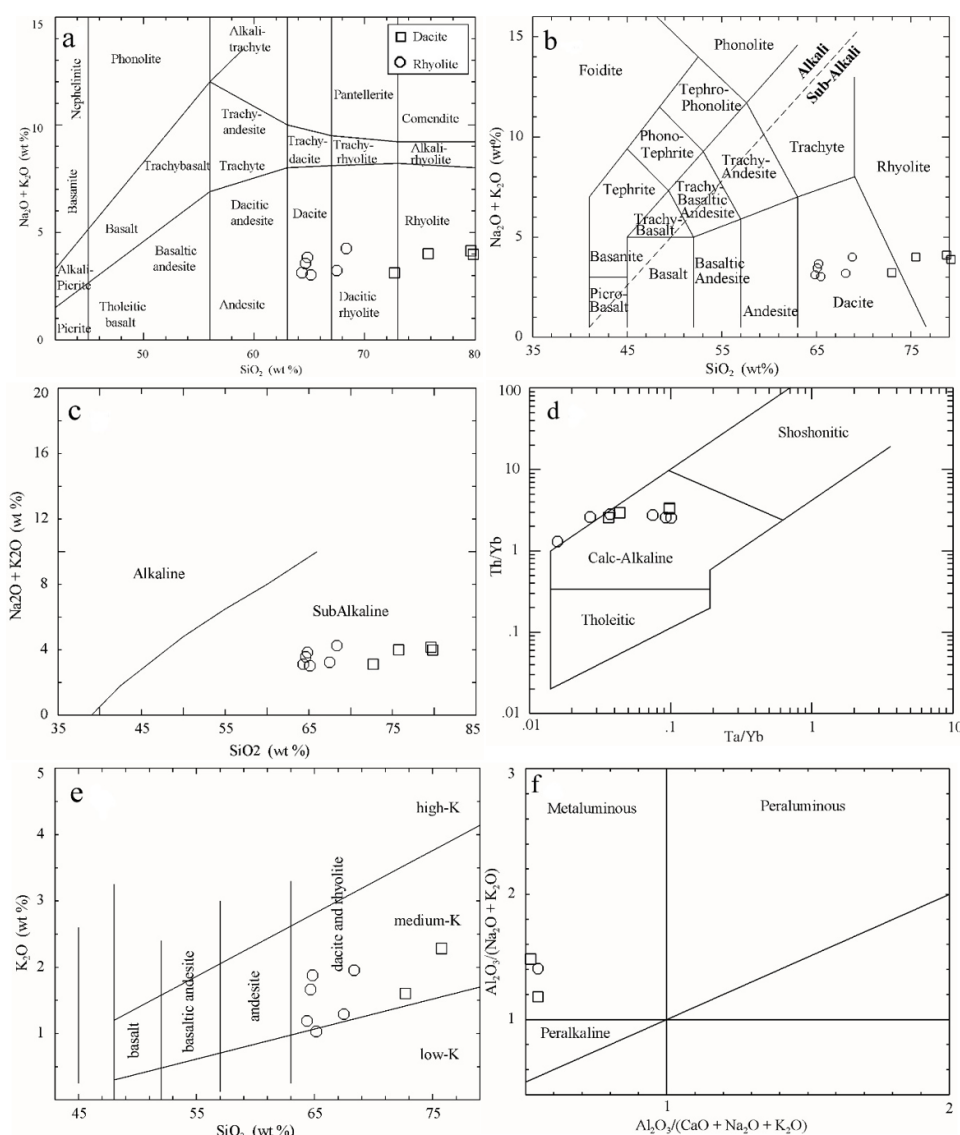 a
Dacite
Rhyolite
Nephelinite
Phonolite
Alkali-
trachyte
Pantellerite
Comendite
Trachy-
andesite
Trachy-
dacite
Trachy-
rhyolite
Alkali-
rhyolite
Basanite
Trachybasalt
Trachyte
Basalt
Dacitic
andesite
Dacite
Rhyolite
Basaltic
andesite
Alkali-
Picrite
Picrite
Tholeitic
basalt
Andesite
Dacitic
rhyolite
Na2O + K2O (wt %)
15
10
5
0
50
60
70
80
SiO2 (wt %)
b
Foidite
Phonolite
Alkali
Sub-Alkali
Tephro-
Phonolite
Phono-
Tephrite
Trachy-
Andesite
Trachyte
Rhyolite
Tephrite
Trachy-
Basaltic
Andesite
Trachy-
Basalt
Basanite
Basalt
Basaltic
Andesite
Picro-
Basalt
Andesite
Dacite
Na2O + K2O (wt%)
15
10
5
0
35
45
55
65
75
SiO2 (wt%)
c
Alkaline
SubAlkaline
Na2O + K2O (wt %)
20
16
12
8
4
0
35
45
55
65
75
85
SiO2 (wt %)
d
Shoshonitic
Calc-Alkaline
Tholeitic
Th/Yb
100
10
1
.1
.01
.01
.1
1
10
Ta/Yb
e
high-K
medium-K
low-K
basalt
basaltic andesite
andesite
dacite and rhyolite
K2O (wt %)
5
4
3
2
1
45
55
65
75
SiO2 (wt %)
f
Metaluminous
Peraluminous
Peralkaline
Al2O3/(Na2O + K2O)
3
2
1
1
2
Al2O3/(CaO + Na2O + K2O)